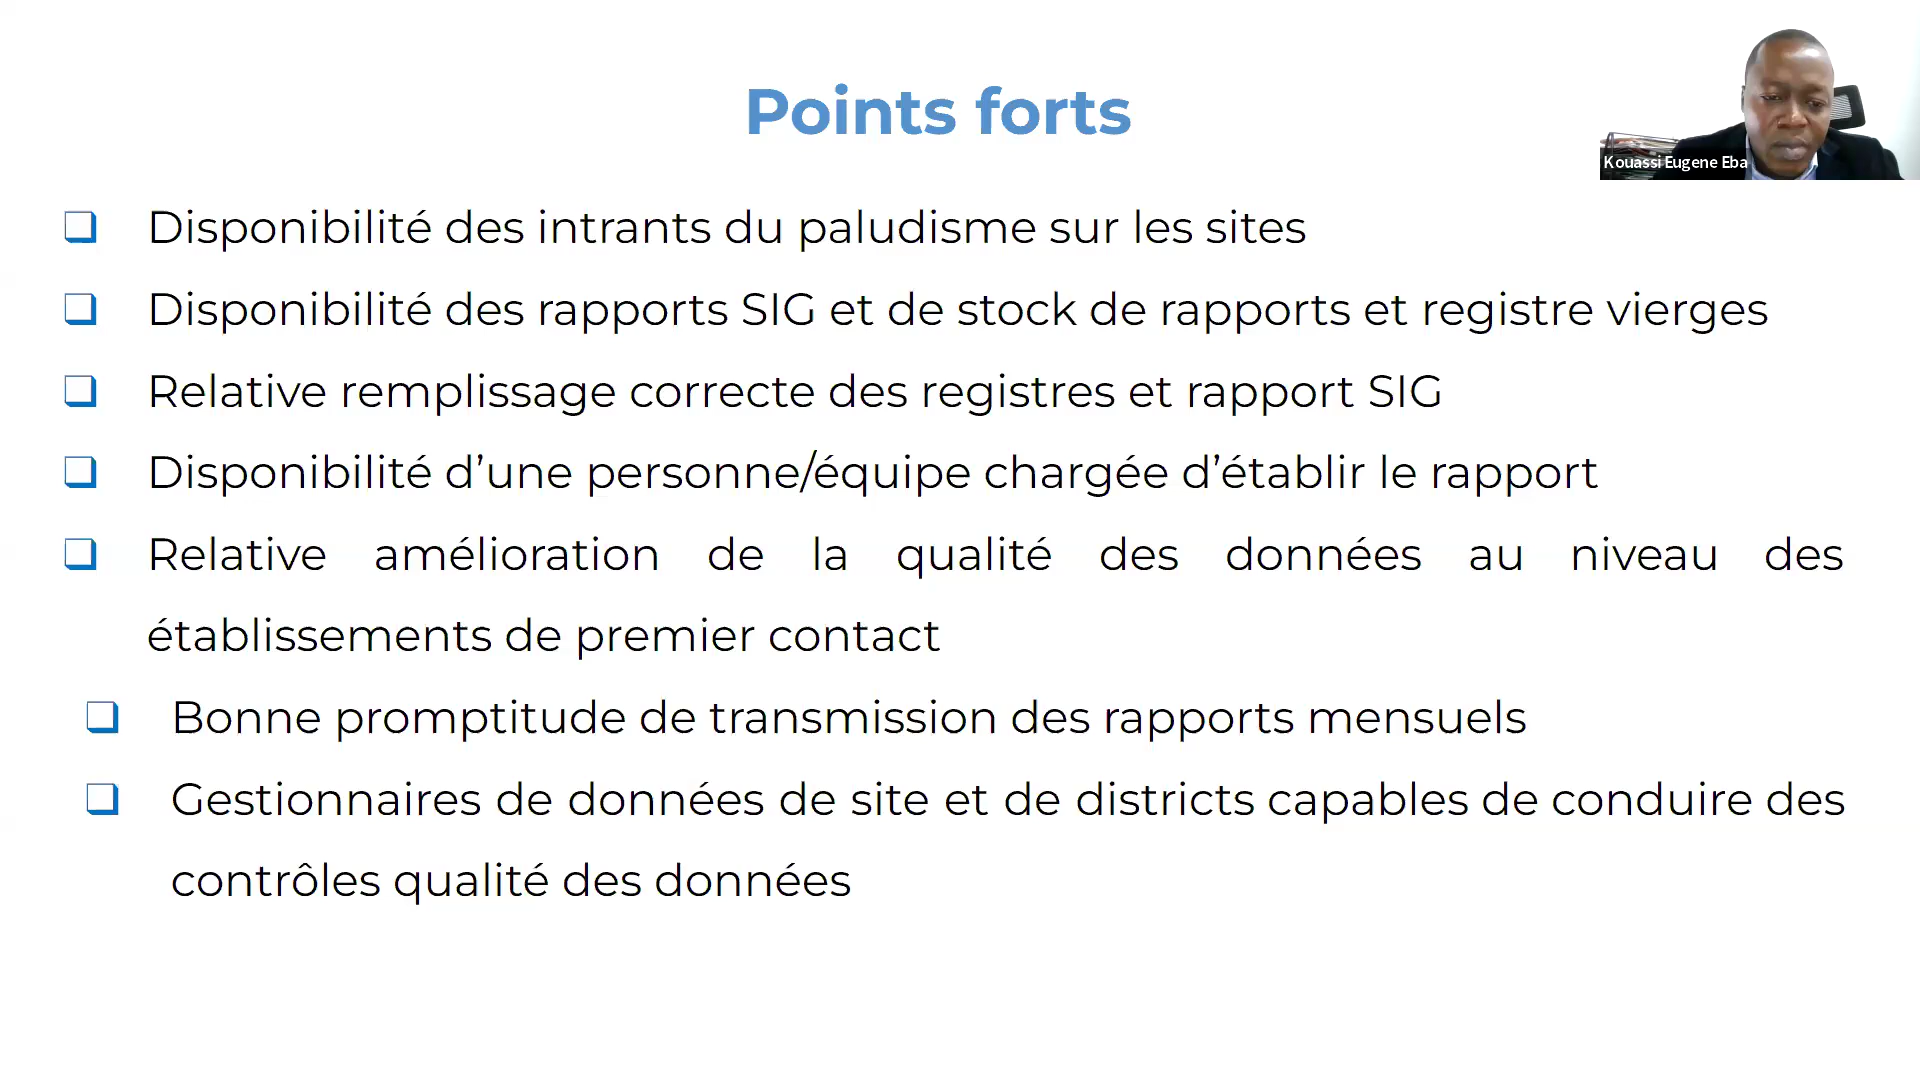 Points forts
Kouassi Eugene Eba
Disponibilité des intrants du paludisme sur les sites
Disponibilité des rapports SIG et de stock de rapports et registre vierges
Relative remplissage correcte des registres et rapport SIG
Disponibilité d’une personne/équipe chargée d’établir le rapport
Relative amélioration de la qualité des données au niveau des
établissements de premier contact
Bonne promptitude de transmission des rapports mensuels
Gestionnaires de données de site et de districts capables de conduire des
contrôles qualité des données